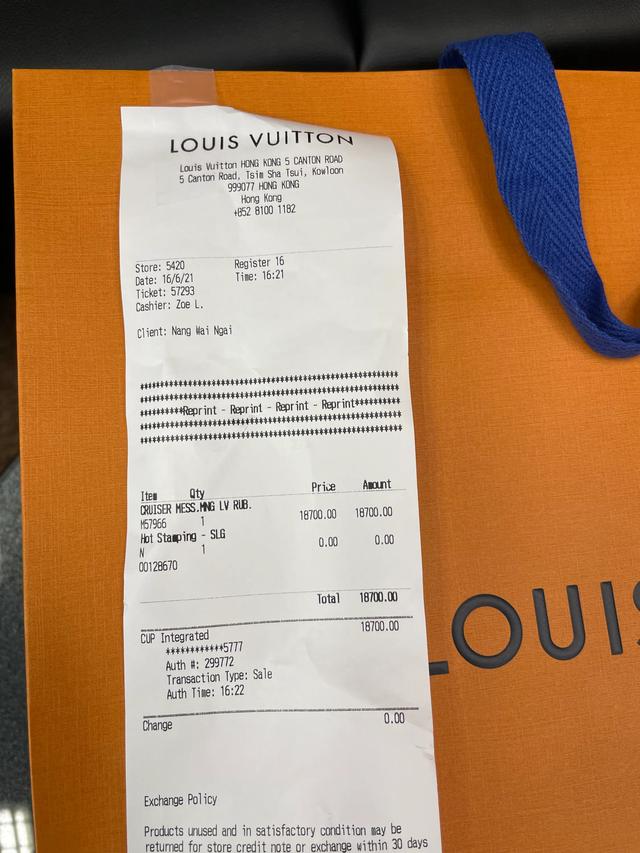 LOUIS VUITTON
Louis Vuitton HONG KONG 5 CANTON ROAD
5 Canton Road, Tsim Sha Tsui, Kowloon
999077 HONG KONG
Hong Kong
+852 8100 1182
Store: 5420 Register 16
Date: 16/6/21 Time: 16:21
Ticket: 57293
Cashier: Zoe L.
Client: Nang Wai Ngai
*Reprint - Reprint - Reprint - Reprint*
Item Qty Price Amount
CRUISER MESS.MNG LV RUB.
M57966 1 18700.00 18700.00
Hot Stamping - SLG
N 1 0.00 0.00
00128670
Total 18700.00
CUP Integrated 18700.00
************5777
Auth #: 299772
Transaction Type: Sale
Auth Time: 16:22
Change 0.00
Exchange Policy
Products unused and in satisfactory condition may be
returned for store credit note or exchange within 30 days
LOUIS